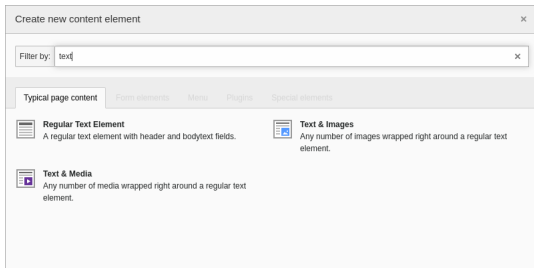 Create new content element ×
Filter by: text ×
Typical page content Form elements Menu Plugins Special elements
Regular Text Element
A regular text element with header and bodytext fields.
Text & Images
Any number of images wrapped right around a regular text
element.
Text & Media
Any number of media wrapped right around a regular text
element.